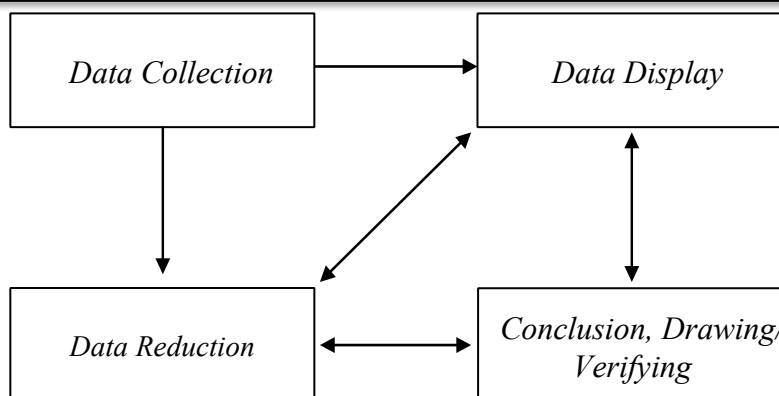 Data Collection
Data Display
Data Reduction
Conclusion, Drawing/
Verifying